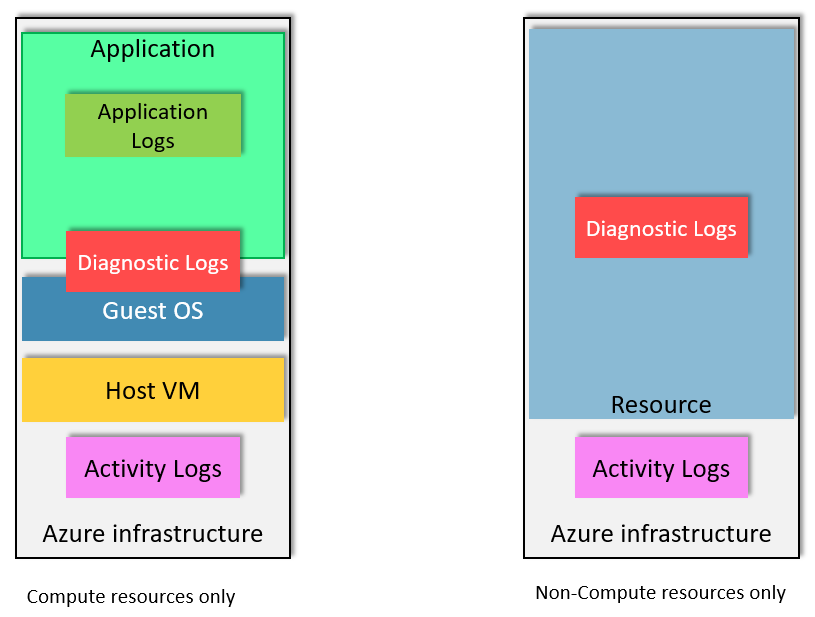 Application
Application
Logs
Diagnostic Logs
Guest OS
Host VM
Activity Logs
Azure infrastructure
Compute resources only
Diagnostic Logs
Resource
Activity Logs
Azure infrastructure
Non-Compute resources only